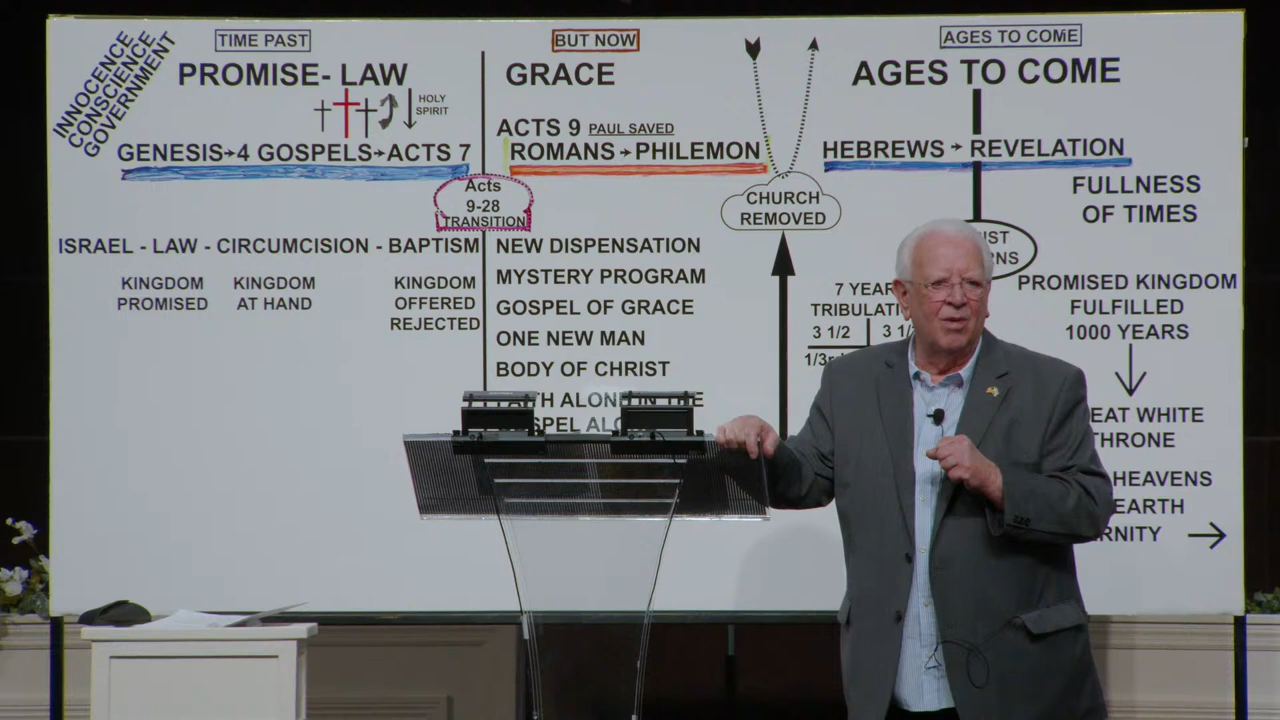 INNOCENCE
CONSCIENCE
GOVERNMENT
TIME PAST
PROMISE- LAW
HOLY
SPIRIT
GENESIS→4 GOSPELS→ACTS 7
Acts
9-28
TRANSITION
ISRAEL - LAW - CIRCUMCISION - BAPTISM
KINGDOM
PROMISED
KINGDOM
AT HAND
KINGDOM
OFFERED
REJECTED
BUT NOW
GRACE
ACTS 9 PAUL SAVED
ROMANS→PHILEMON
NEW DISPENSATION
MYSTERY PROGRAM
GOSPEL OF GRACE
ONE NEW MAN
BODY OF CHRIST
ALONE IN THE
CHURCH
REMOVED
AGES TO COME
AGES TO COME
HEBREWS → REVELATION
FULLNESS
OF TIMES
7
3 1/2
PROMISED KINGDOM
FULFILLED
1000 YEARS
WHITE
THRONE
HEAVENS
EARTH